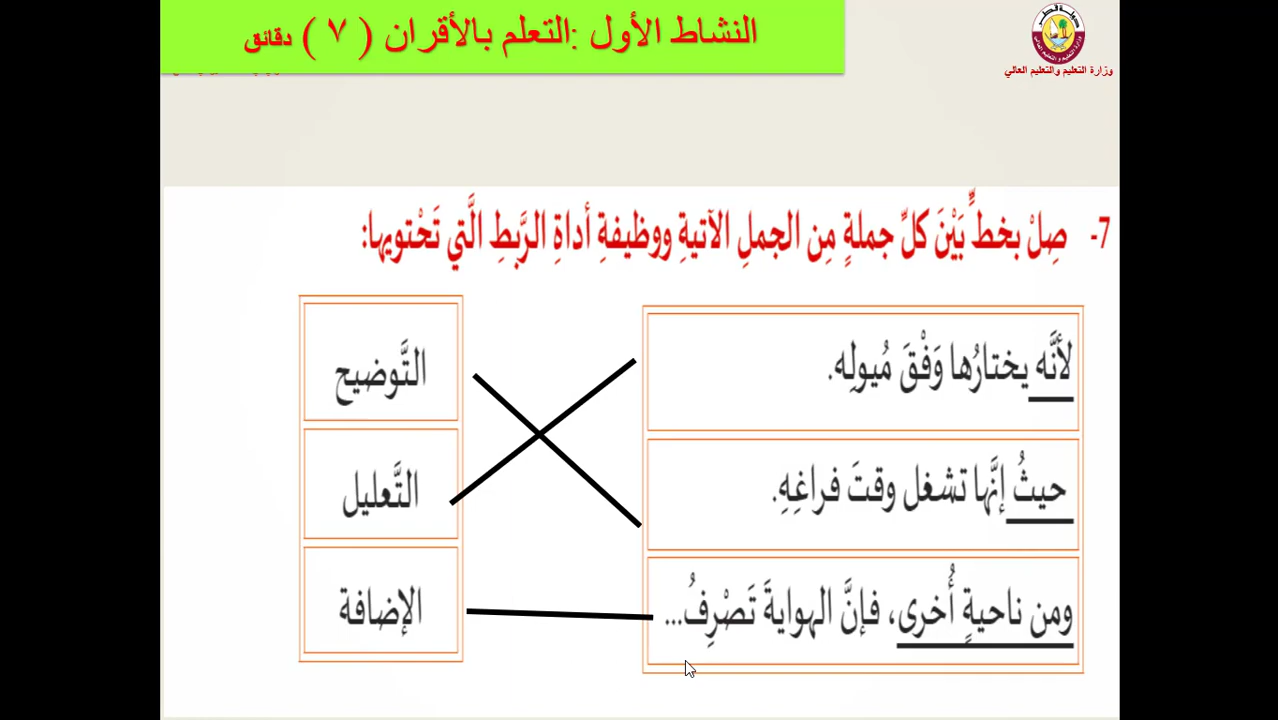 النشاط الأول :التعلم بالأقران ( ٧ ) دقائق
وزارة التعليم والتعليم العالي
7- صِلْ بخطٍّ بَيْنَ كلِّ جملةٍ مِن الجملِ الآتيةِ ووظيفةِ أداةِ الرَّبطِ الَّتي تَحْتويها:
لأنَّه يختارُها وَفْقَ مُيولِه.
التَّوضيح
حيثُ إنَّها تشغل وقتَ فراغِهِ.
التَّعليل
ومن ناحيةٍ أُخرى، فإنَّ الهوايةَ تَصْرِفُ...
الإضافة